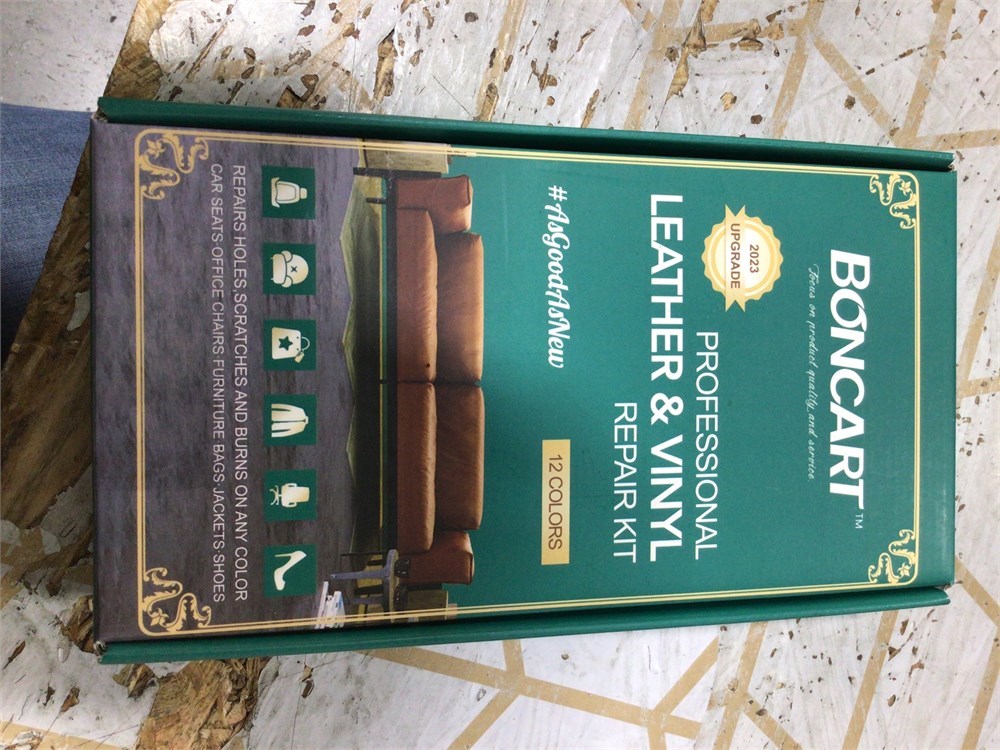 BONCART™
Focus on product quality and service.
2023
UPGRADE
PROFESSIONAL
LEATHER & VINYL
REPAIR KIT
#AsGoodAsNew
12 COLORS
REPAIRS HOLES,SCRATCHES AND BURNS ON ANY COLOR
CAR SEATS·OFFICE CHAIRS·FURNITURE·BAGS·JACKETS·SHOES